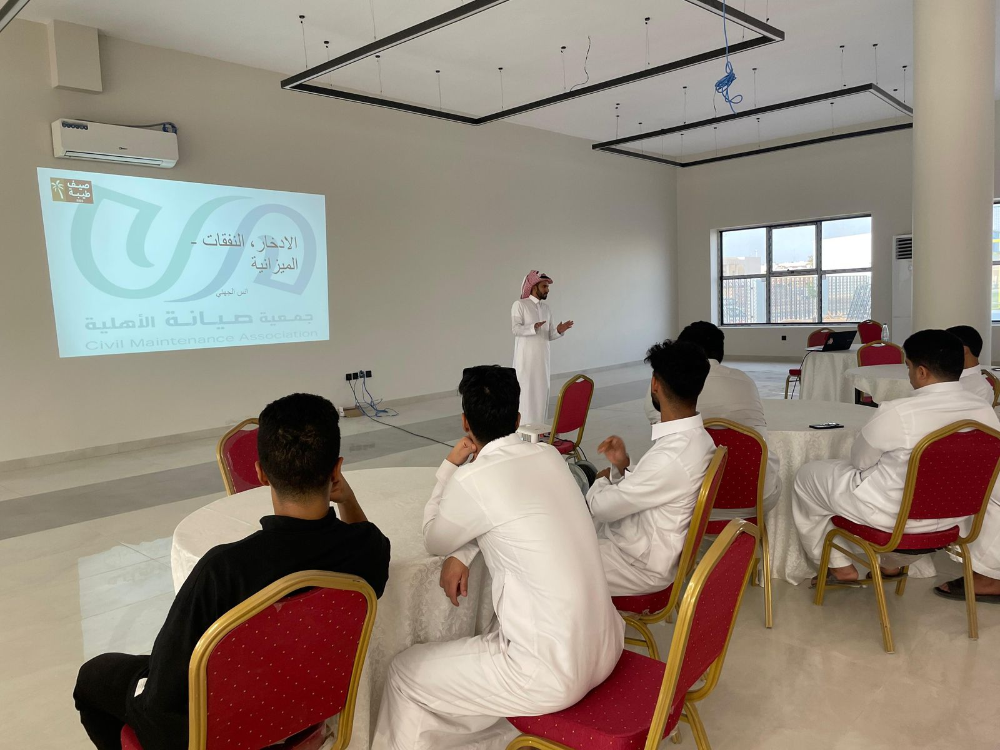 صيف
طيبة
الادخار، النفقات -
الميزانية
انس الجهني
جمعية صيانة الأهلية
Civil Maintenance Association